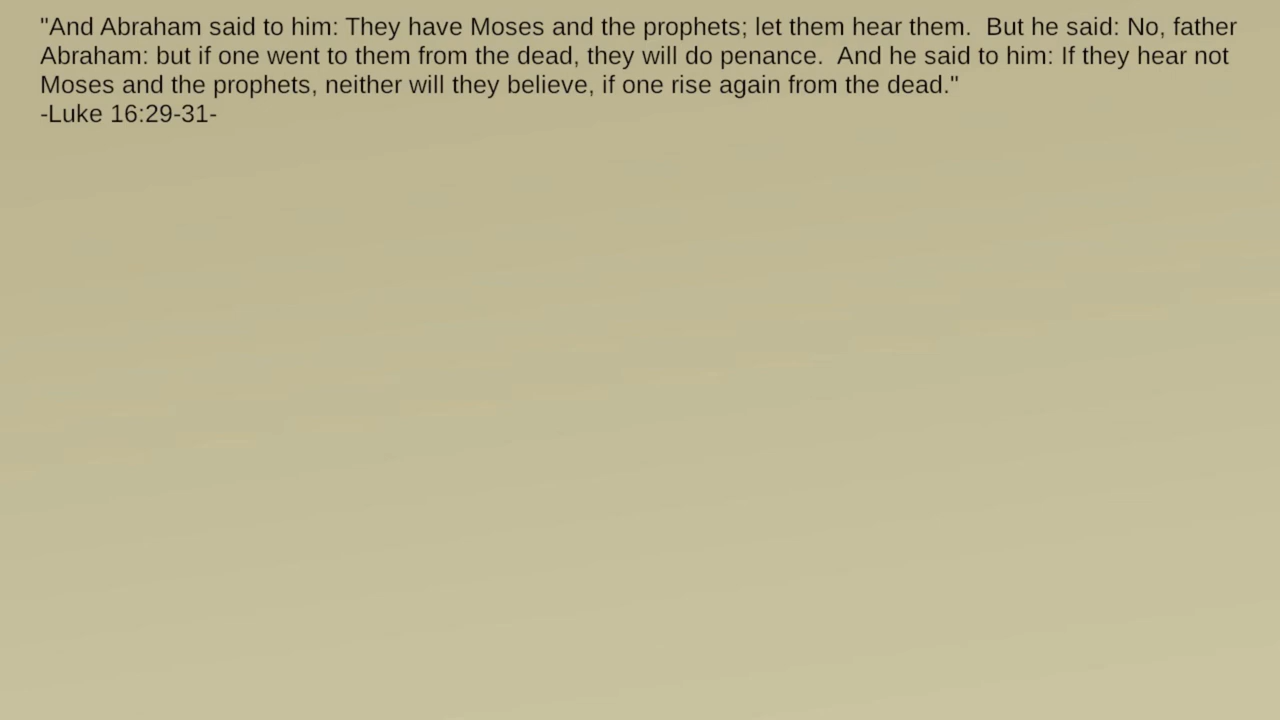 "And Abraham said to him: They have Moses and the prophets; let them hear them.  But he said: No, father
Abraham: but if one went to them from the dead, they will do penance.  And he said to him: If they hear not
Moses and the prophets, neither will they believe, if one rise again from the dead."
-Luke 16:29-31-